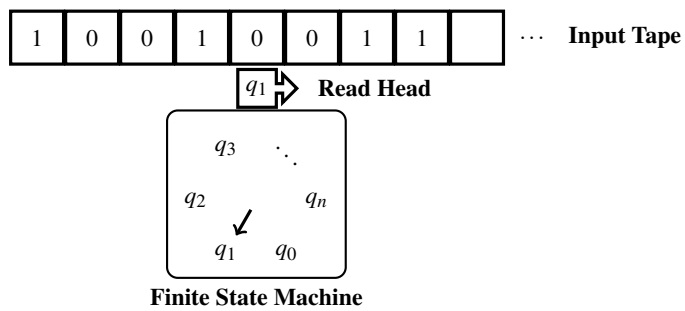 1 0 0 1 0 0 1 1 ... Input Tape
q₁ Read Head
q₃ ⋱
q₂ qₙ
q₁ q₀
Finite State Machine